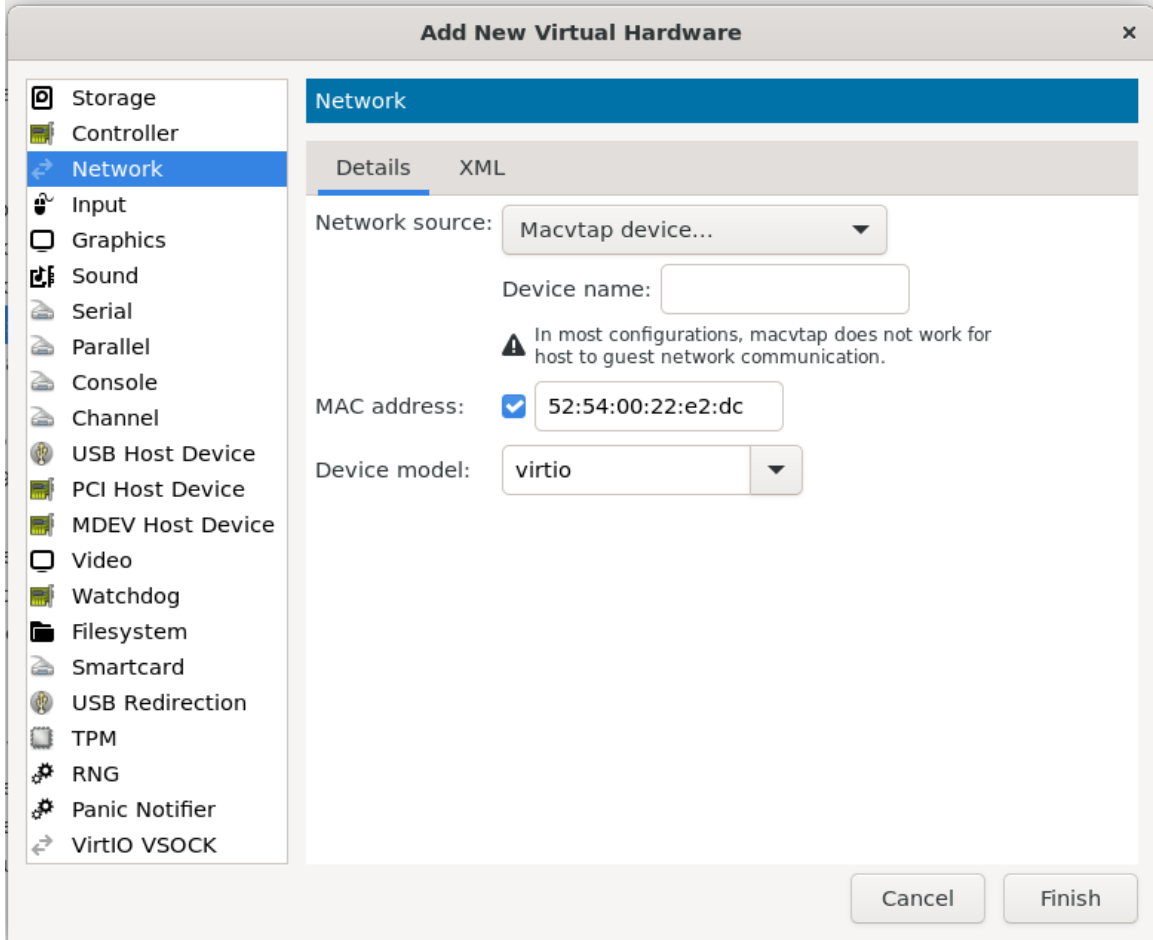 Add New Virtual Hardware
Storage
Controller
Network
Input
Graphics
Sound
Serial
Parallel
Console
Channel
USB Host Device
PCI Host Device
MDEV Host Device
Video
Watchdog
Filesystem
Smartcard
USB Redirection
TPM
RNG
Panic Notifier
VirtIO VSOCK
Network
Details XML
Network source: Macvtap device...
Device name:
In most configurations, macvtap does not work for
host to guest network communication.
MAC address: 52:54:00:22:e2:dc
Device model: virtio
Cancel Finish